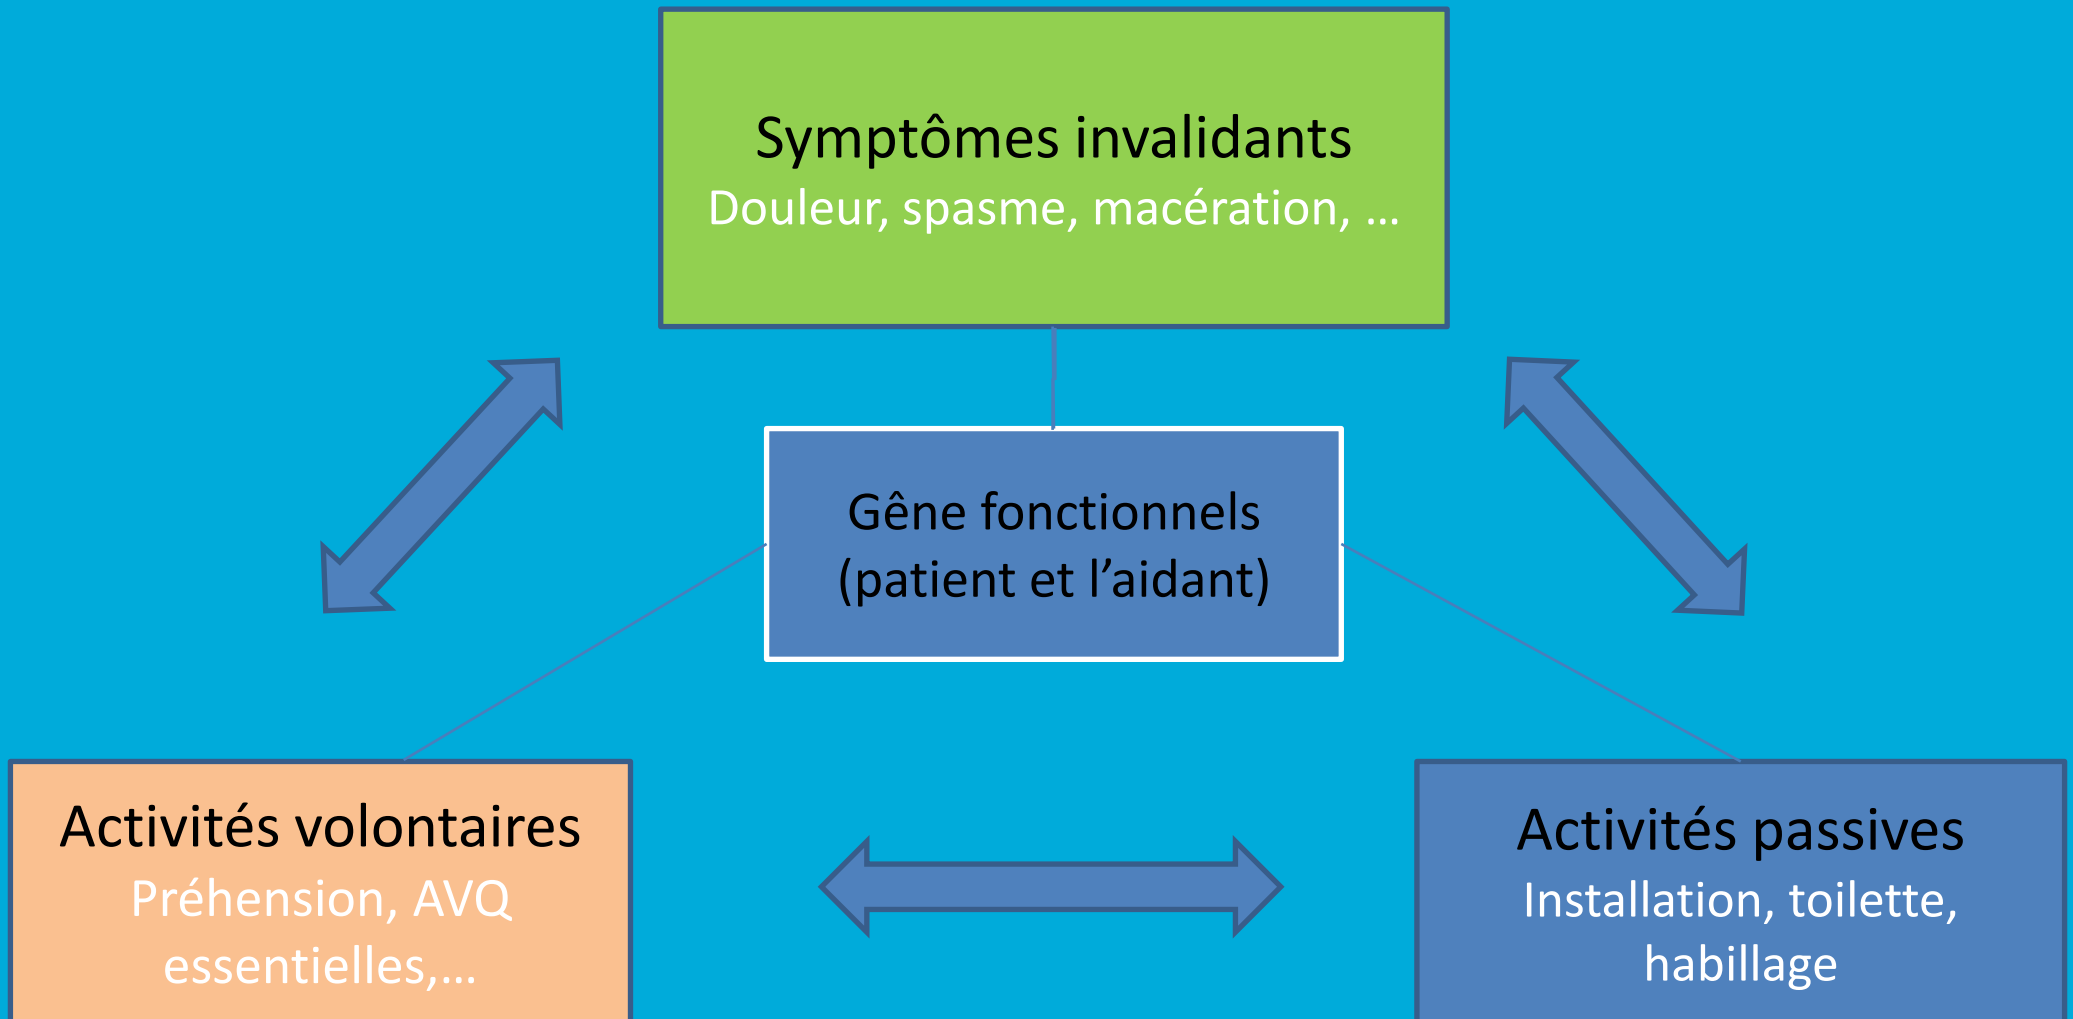 Symptômes invalidants
Douleur, spasme, macération, ...
Gêne fonctionnels
(patient et l’aidant)
Activités volontaires
Préhension, AVQ
essentielles,...
Activités passives
Installation, toilette,
habillage